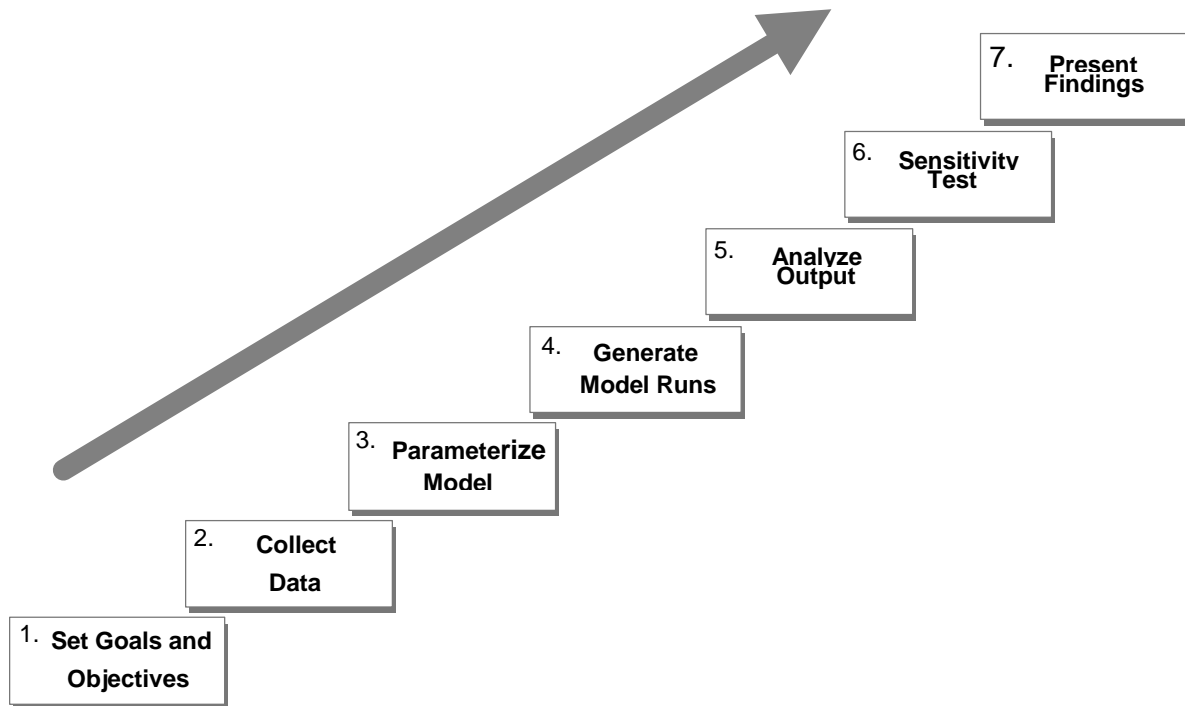 1. Set Goals and
Objectives
2. Collect
Data
3. Parameterize
Model
4. Generate
Model Runs
5. Analyze
Output
6. Sensitivity
Test
7. Present
Findings